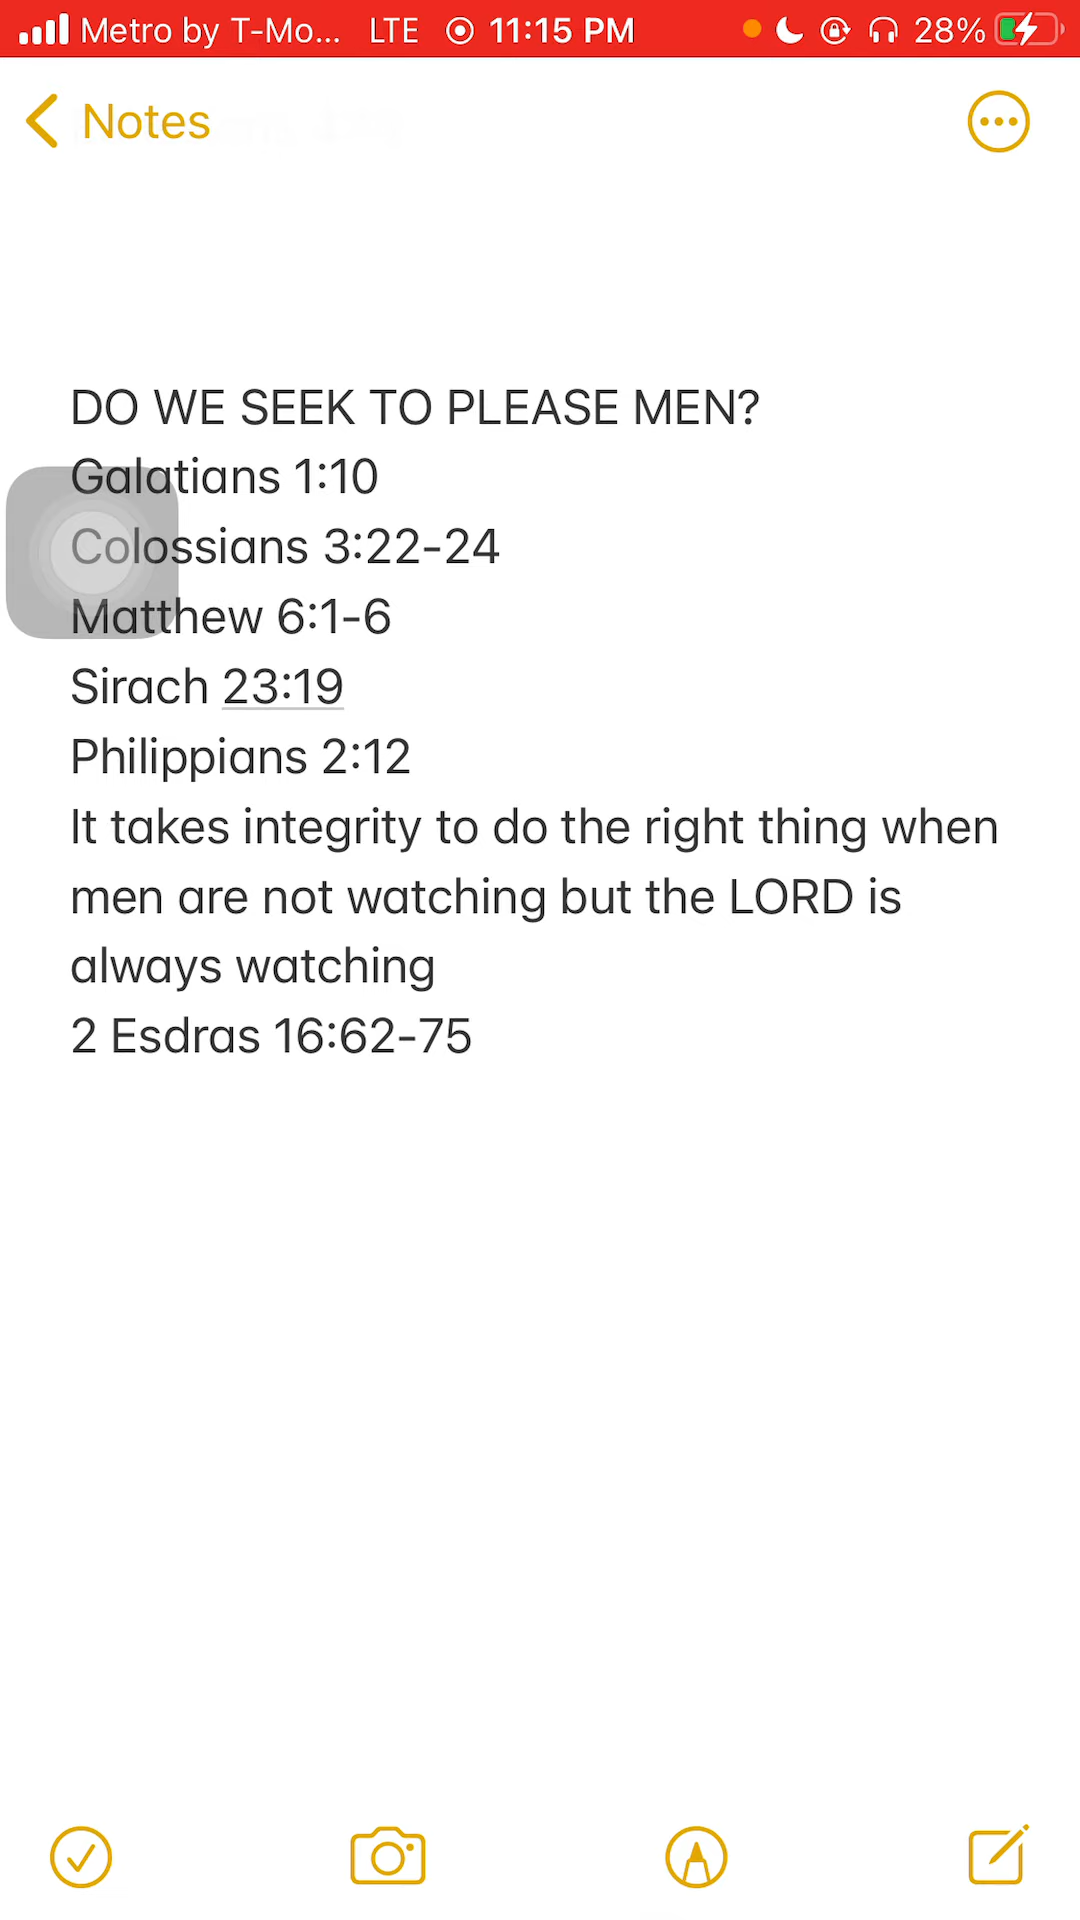 Metro by T-Mo... LTE 11:15 PM 28%
Notes
DO WE SEEK TO PLEASE MEN?
Galatians 1:10
Colossians 3:22-24
Matthew 6:1-6
Sirach 23:19
Philippians 2:12
It takes integrity to do the right thing when
men are not watching but the LORD is
always watching
2 Esdras 16:62-75